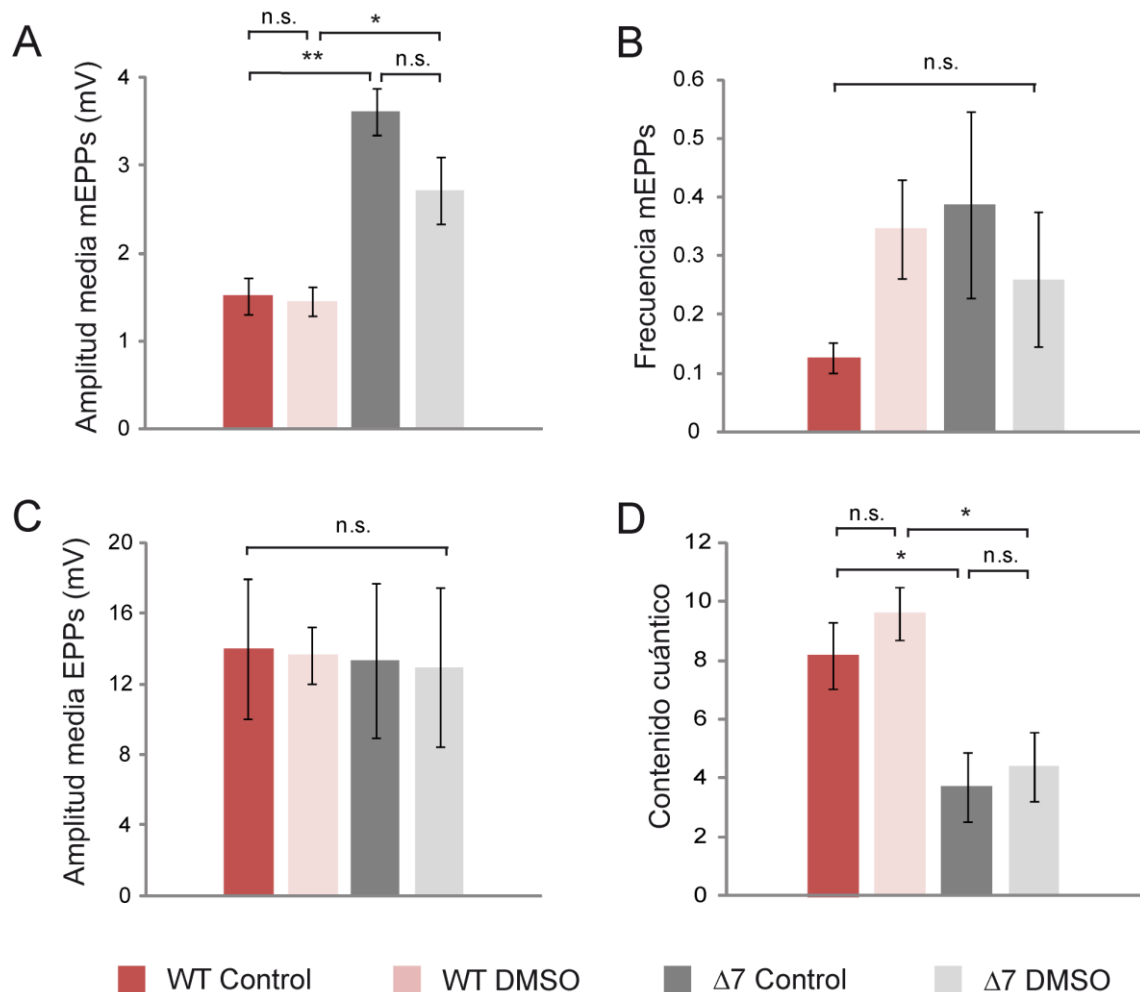 A
n.s.
*
**
n.s.
Amplitud media mEPPs (mV)
4
3
2
1
0
B
n.s.
Frecuencia mEPPs
0.6
0.5
0.4
0.3
0.2
0.1
0
C
n.s.
Amplitud media EPPs (mV)
20
16
12
8
4
0
D
n.s.
*
*
n.s.
Contenido cuántico
12
10
8
6
4
2
0
WT Control
WT DMSO
Δ7 Control
Δ7 DMSO